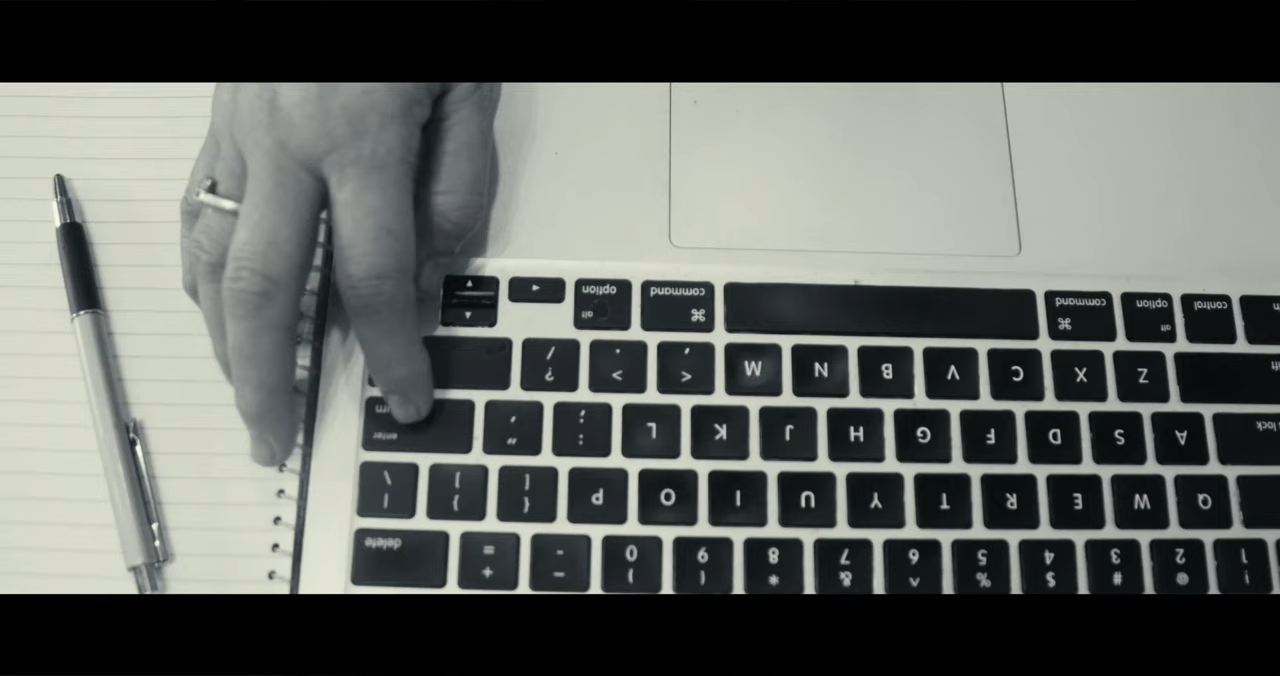 ! @ # $ % ^ & * ( ) _ +
1 2 3 4 5 6 7 8 9 0 - = delete
Q W E R T Y U I O P { } |
[ ] \
lock A S D F G H J K L : " enter
; '
Z X C V B N M < > ?
, . /
alt ⌘ ⌘ alt
control option command command option